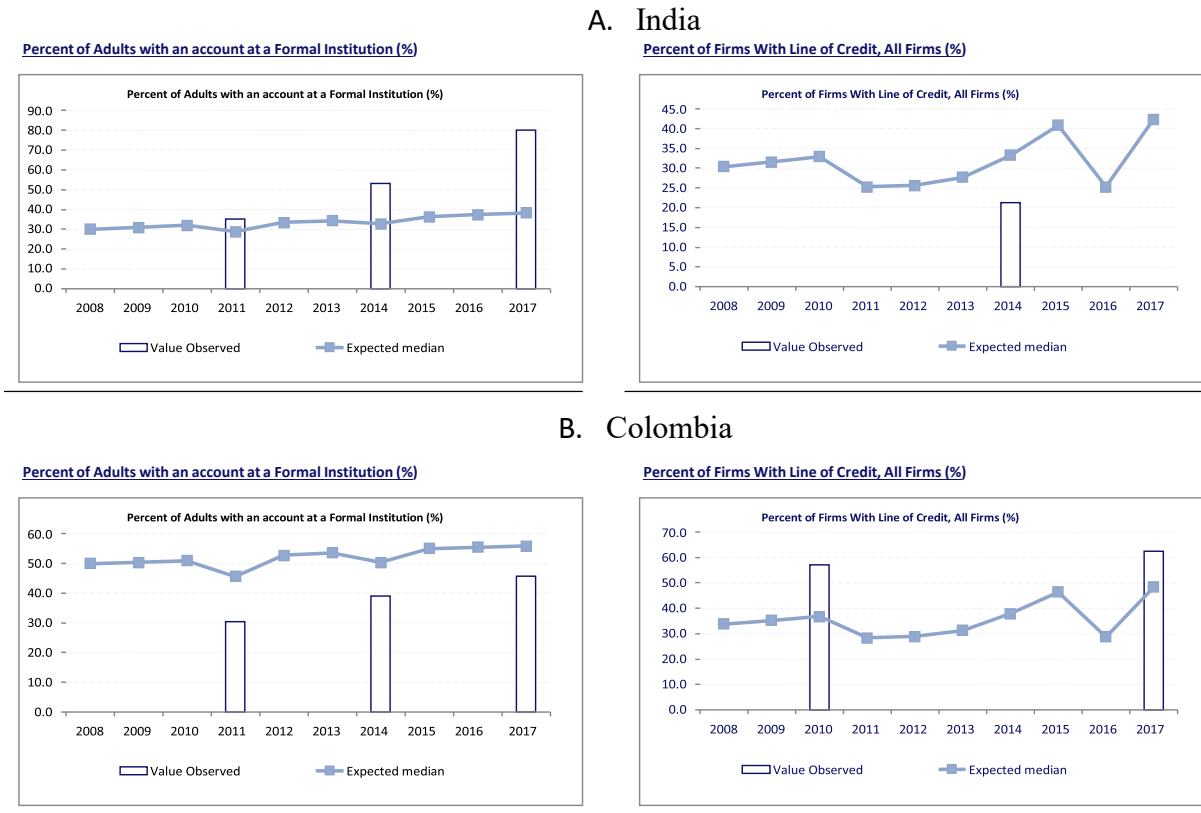 A. India
Percent of Adults with an account at a Formal Institution (%)
Percent of Adults with an account at a Formal Institution (%)
90.0
80.0
70.0
60.0
50.0
40.0
30.0
20.0
10.0
0.0
2008 2009 2010 2011 2012 2013 2014 2015 2016 2017
Value Observed Expected median
Percent of Firms With Line of Credit, All Firms (%)
Percent of Firms With Line of Credit, All Firms (%)
45.0
40.0
35.0
30.0
25.0
20.0
15.0
10.0
5.0
0.0
2008 2009 2010 2011 2012 2013 2014 2015 2016 2017
Value Observed Expected median
B. Colombia
Percent of Adults with an account at a Formal Institution (%)
Percent of Adults with an account at a Formal Institution (%)
60.0
50.0
40.0
30.0
20.0
10.0
0.0
2008 2009 2010 2011 2012 2013 2014 2015 2016 2017
Value Observed Expected median
Percent of Firms With Line of Credit, All Firms (%)
Percent of Firms With Line of Credit, All Firms (%)
70.0
60.0
50.0
40.0
30.0
20.0
10.0
0.0
2008 2009 2010 2011 2012 2013 2014 2015 2016 2017
Value Observed Expected median